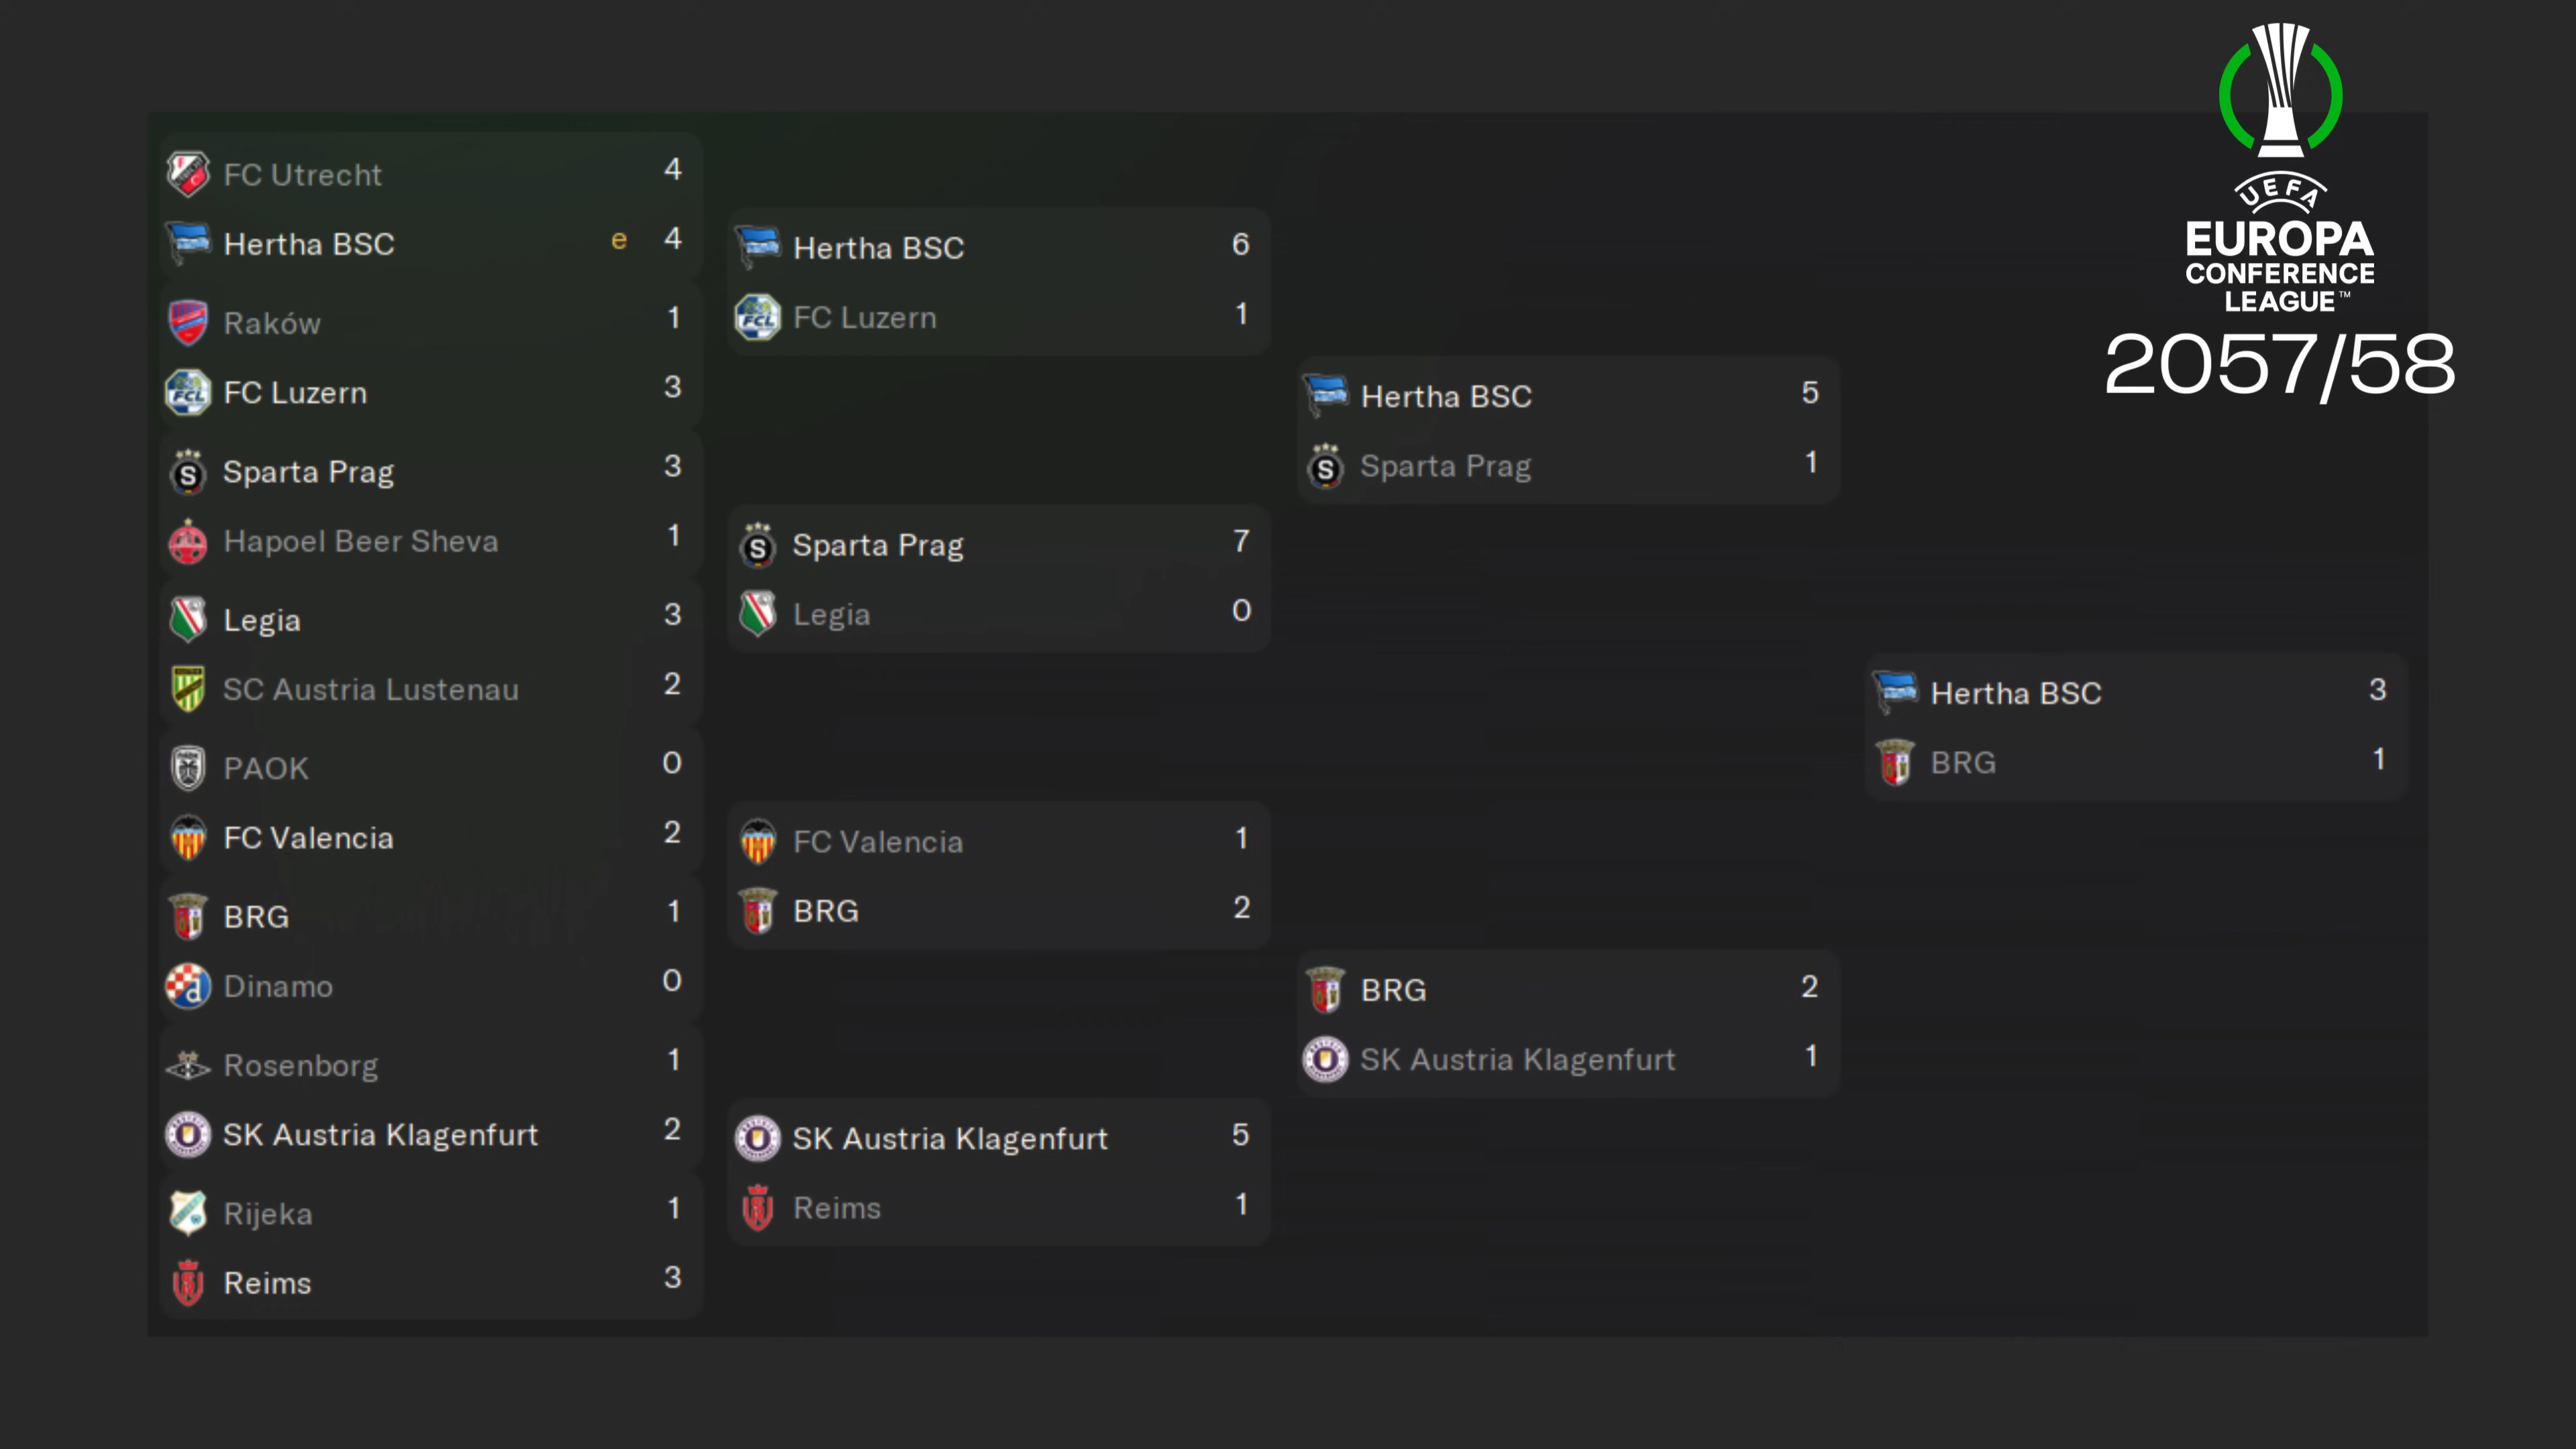 UEFA
EUROPA
CONFERENCE
LEAGUE™
2057/58
FC Utrecht 4
Hertha BSC e 4
Raków 1
FC Luzern 3
Sparta Prag 3
Hapoel Beer Sheva 1
Legia 3
SC Austria Lustenau 2
PAOK 0
FC Valencia 2
BRG 1
Dinamo 0
Rosenborg 1
SK Austria Klagenfurt 2
Rijeka 1
Reims 3
Hertha BSC 6
FC Luzern 1
Sparta Prag 7
Legia 0
FC Valencia 1
BRG 2
SK Austria Klagenfurt 5
Reims 1
Hertha BSC 5
Sparta Prag 1
BRG 2
SK Austria Klagenfurt 1
Hertha BSC 3
BRG 1